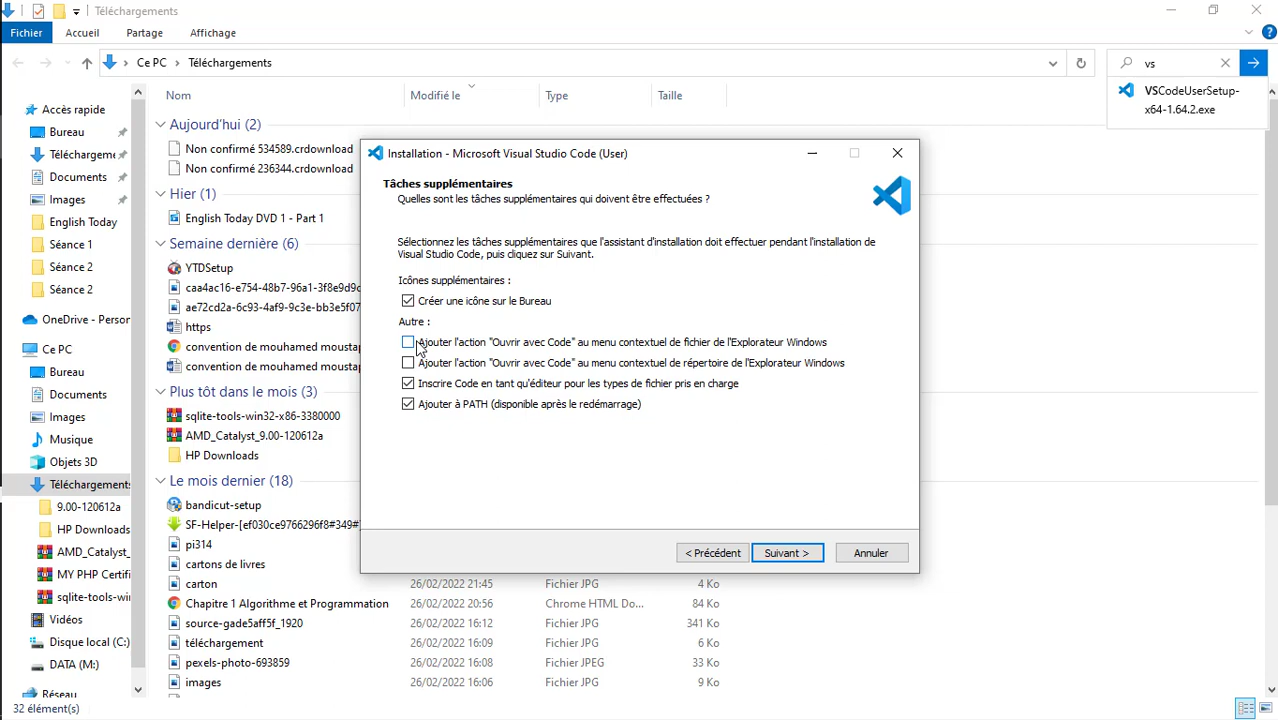 Téléchargements
Fichier
Accueil
Partage
Affichage
Ce PC
Téléchargements
vs
VSCodeUserSetup-
x64-1.64.2.exe
Nom
Modifié le
Type
Taille
Accès rapide
Bureau
Téléchargeme
Documents
Images
English Today
Séance 1
Séance 2
Séance 2
OneDrive - Person
Ce PC
Bureau
Documents
Images
Musique
Objets 3D
Téléchargements
9.00-120612a
HP Downloads
AMD_Catalyst_
MY PHP Certifi
sqlite-tools-win
Vidéos
Disque local (C:)
DATA (M:)
Réseau
Aujourd'hui (2)
Non confirmé 534589.crdownload
Non confirmé 236344.crdownload
Hier (1)
English Today DVD 1 - Part 1
Semaine dernière (6)
YTDSetup
caa4ac16-e754-48b7-96a1-3f8e9d9c
ae72cd2a-6c93-4af9-9c3e-bb3e5f07
https
convention de mouhamed moustap
convention de mouhamed moustap
Plus tôt dans le mois (3)
sqlite-tools-win32-x86-3380000
AMD_Catalyst_9.00-120612a
HP Downloads
Le mois dernier (18)
bandicut-setup
SF-Helper-[ef030ce9766296f8#349#
pi314
cartons de livres
carton 26/02/2022 21:45 Fichier JPG 4 Ko
Chapitre 1 Algorithme et Programmation 26/02/2022 20:56 Chrome HTML Do... 84 Ko
source-gade5aff5f_1920 26/02/2022 16:12 Fichier JPG 341 Ko
téléchargement 26/02/2022 16:09 Fichier JPG 6 Ko
pexels-photo-693859 26/02/2022 16:08 Fichier JPEG 33 Ko
images 26/02/2022 16:06 Fichier JPG 9 Ko
Installation - Microsoft Visual Studio Code (User)
Tâches supplémentaires
Quelles sont les tâches supplémentaires qui doivent être effectuées ?
Sélectionnez les tâches supplémentaires que l'assistant d'installation doit effectuer pendant l'installation de
Visual Studio Code, puis cliquez sur Suivant.
Icônes supplémentaires :
Créer une icône sur le Bureau
Autre :
Ajouter l'action "Ouvrir avec Code" au menu contextuel de fichier de l'Explorateur Windows
Ajouter l'action "Ouvrir avec Code" au menu contextuel de répertoire de l'Explorateur Windows
Inscrire Code en tant qu'éditeur pour les types de fichier pris en charge
Ajouter à PATH (disponible après le redémarrage)
< Précédent
Suivant >
Annuler
32 élément(s)